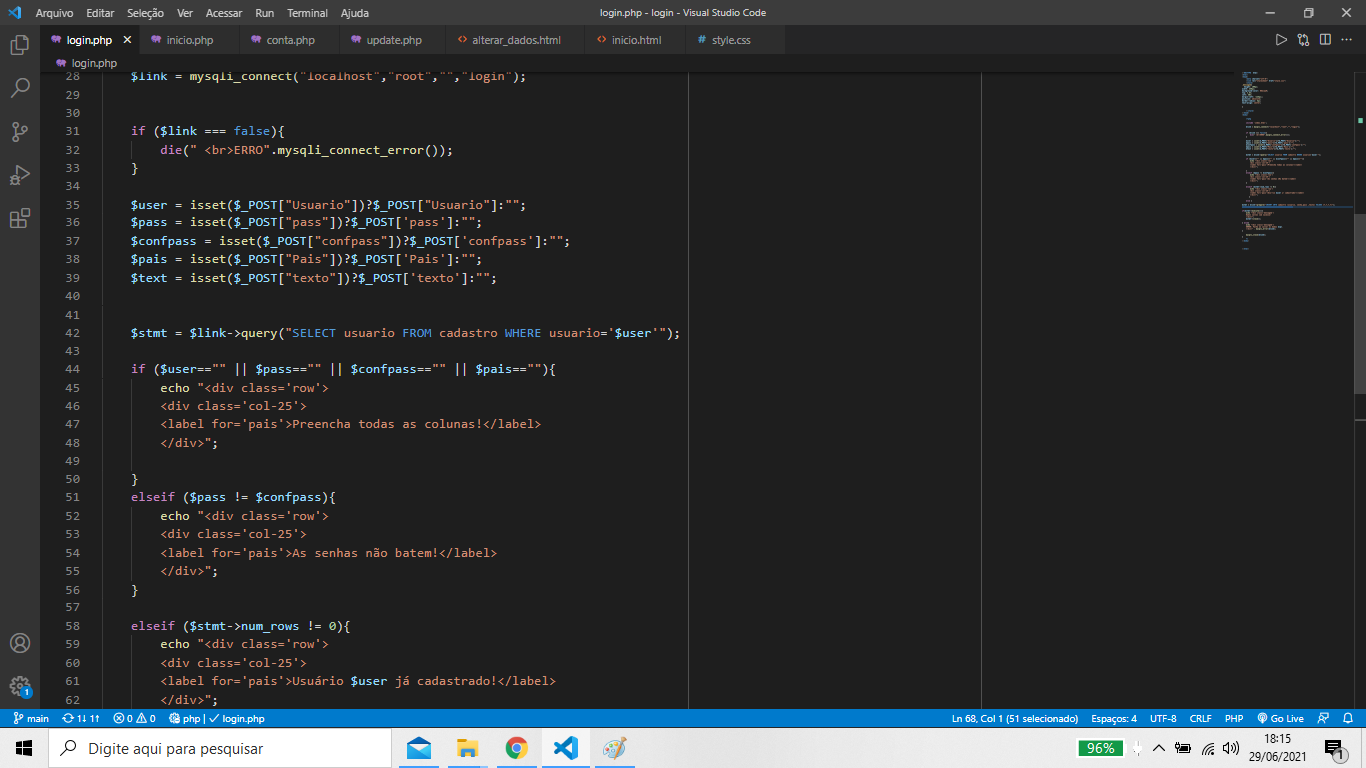 Arquivo Editar Seleção Ver Acessar Run Terminal Ajuda login.php - login - Visual Studio Code
login.php inicio.php conta.php update.php alterar_dados.html inicio.html style.css
login.php
28 $link = mysqli_connect("localhost","root","","login");
29
30
31 if ($link === false){
32 die(" <br>ERRO".mysqli_connect_error());
33 }
34
35 $user = isset($_POST["Usuario"])?$_POST["Usuario"]:"";
36 $pass = isset($_POST["pass"])?$_POST['pass']:"";
37 $confpass = isset($_POST["confpass"])?$_POST['confpass']:"";
38 $pais = isset($_POST["Pais"])?$_POST['Pais']:"";
39 $text = isset($_POST["texto"])?$_POST['texto']:"";
40
41
42 $stmt = $link->query("SELECT usuario FROM cadastro WHERE usuario='$user'");
43
44 if ($user=="" || $pass=="" || $confpass=="" || $pais==""){
45 echo "<div class='row'>
46 <div class='col-25'>
47 <label for='pais'>Preencha todas as colunas!</label>
48 </div>";
49
50 }
51 elseif ($pass != $confpass){
52 echo "<div class='row'>
53 <div class='col-25'>
54 <label for='pais'>As senhas não batem!</label>
55 </div>";
56 }
57
58 elseif ($stmt->num_rows != 0){
59 echo "<div class='row'>
60 <div class='col-25'>
61 <label for='pais'>Usuário $user já cadastrado!</label>
62 </div>";
main 1↓ 1↑ 0 0 php | login.php Ln 68, Col 1 (51 selecionado) Espaços: 4 UTF-8 CRLF PHP Go Live
1
Digite aqui para pesquisar
96%
18:15
29/06/2021
1